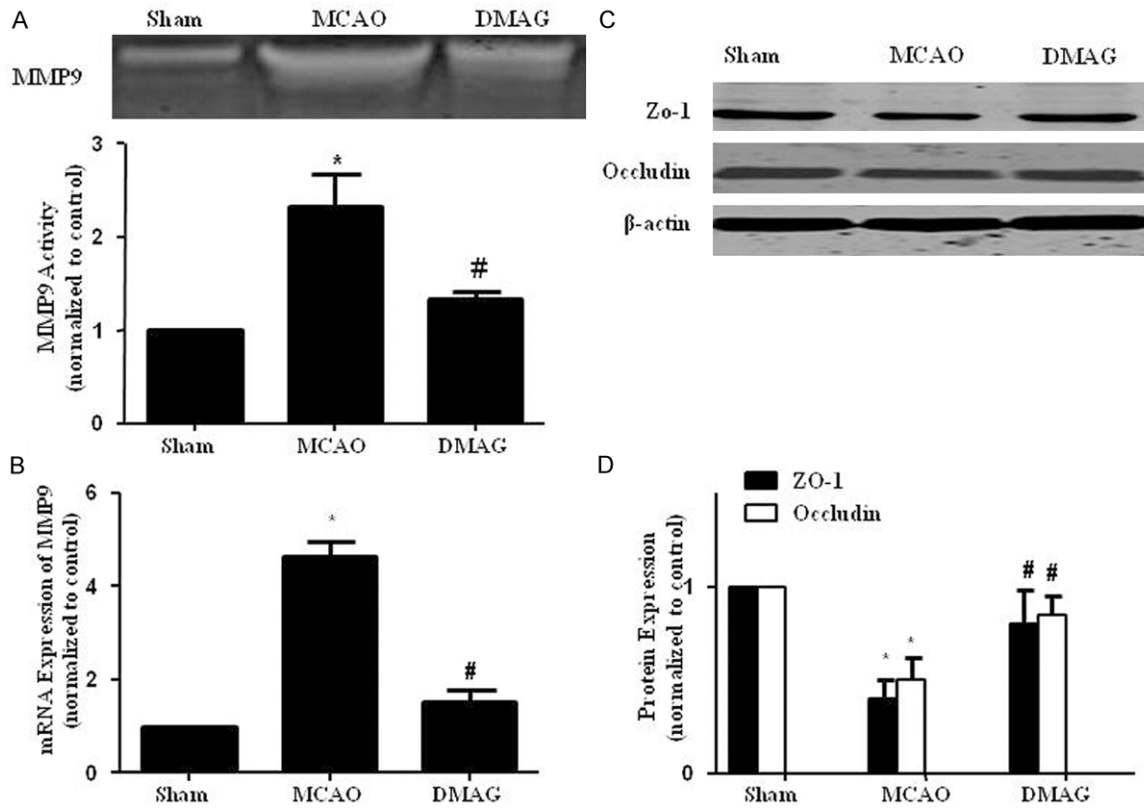 A
Sham MCAO DMAG
MMP9
MMP9 Activity
(normalized to control)
3
2
1
0
*
#
Sham MCAO DMAG
B
mRNA Expression of MMP9
(normalized to control)
6
4
2
0
*
#
Sham MCAO DMAG
C
Sham MCAO DMAG
Zo-1
Occludin
β-actin
D
ZO-1
Occludin
Protein Expression
(normalized to control)
1
0
* *
# #
Sham MCAO DMAG